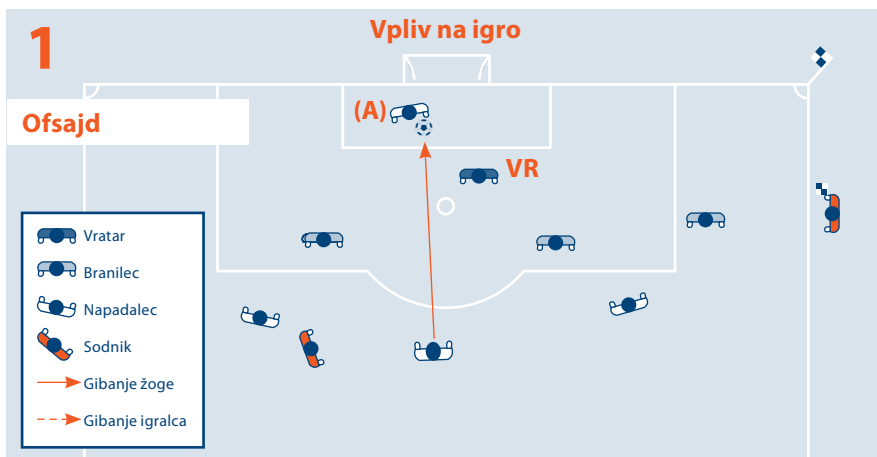 1
Vpliv na igro
Ofsajd
(A)
VR
Vratar
Branilec
Napadalec
Sodnik
Gibanje žoge
Gibanje igralca